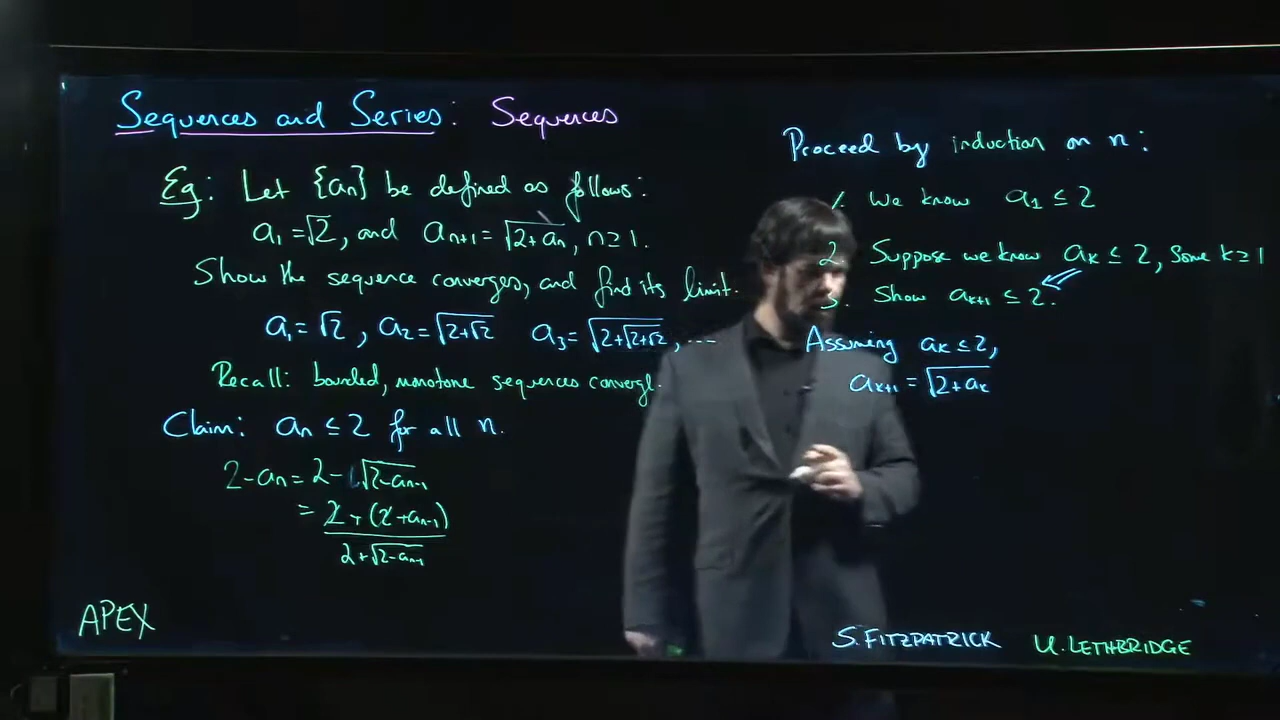 Sequences and Series: Sequences
Eg: Let {an} be defined as follows:
a₁ = √2, and aₙ₊₁ = √(2+aₙ), n ≥ 1.
Show the sequence converges, and find its limit.
a₁ = √2, a₂ = √(2+√2) a₃ = √(2+√(2+√2)), ...
Recall: bounded, monotone sequences converge.
Claim: aₙ ≤ 2 for all n.
2-aₙ = 2-√(2-aₙ₋₁)
= 2+(2+aₙ₋₁)
2+√(2-aₙ₋₁)
APEX
Proceed by induction on n:
1. We know a₁ ≤ 2
2. Suppose we know aₖ ≤ 2, some k ≥ 1
3. Show aₖ₊₁ ≤ 2.
Assuming aₖ ≤ 2,
aₖ₊₁ = √(2+aₖ)
S. FITZPATRICK U. LETHBRIDGE